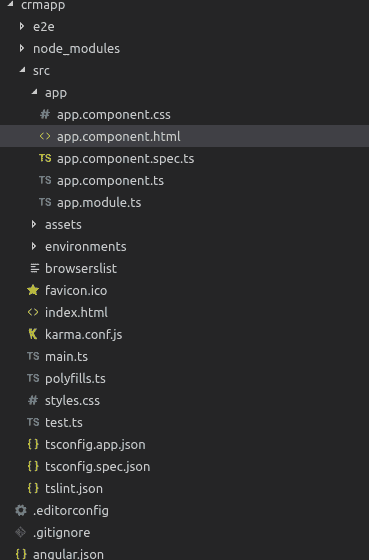 crmapp
e2e
node_modules
src
app
app.component.css
app.component.html
TS app.component.spec.ts
TS app.component.ts
TS app.module.ts
assets
environments
browserslist
favicon.ico
index.html
karma.conf.js
TS main.ts
TS polyfills.ts
# styles.css
TS test.ts
{ } tsconfig.app.json
{ } tsconfig.spec.json
{ } tslint.json
.editorconfig
.gitignore
{ } angular.json